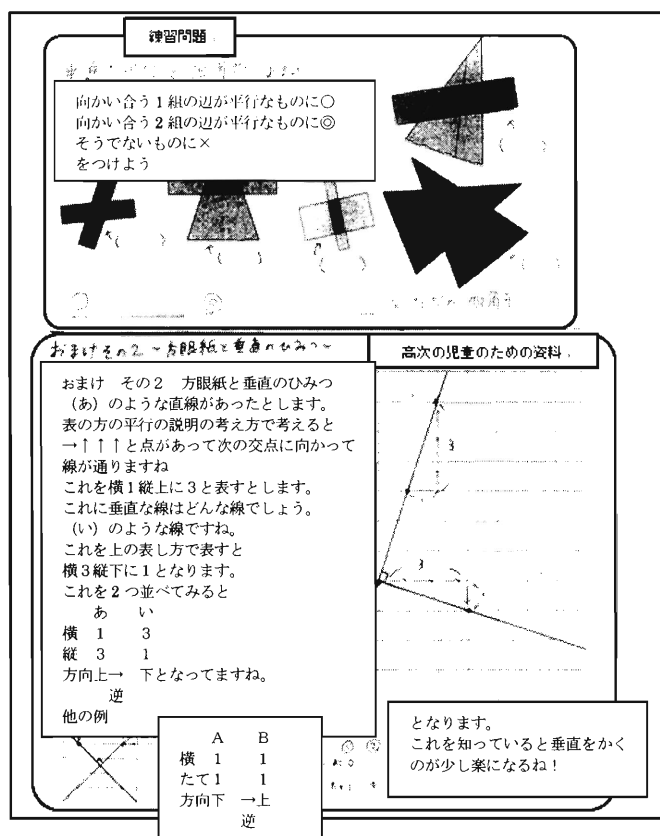 練習問題
向かい合う1組の辺が平行なものに○
向かい合う2組の辺が平行なものに◎
そうでないものに×
をつけよう
( )
( )
( )
( )
おまけその2～方眼紙と垂直のひみつ～
高次の児童のための資料
おまけ その2 方眼紙と垂直のひみつ
(あ)のような直線があったとします。
表の方の平行の説明の考え方で考えると
→↑↑↑と点があって次の交点に向かって
線が通りますね
これを横1縦上に3と表すとします。
これに垂直な線はどんな線でしょう。
(い)のような線ですね。
これを上の表し方で表すと
横3縦下に1となります。
これを2つ並べてみると
あ い
横 1 3
縦 3 1
方向上→ 下となってますね。
逆
他の例
3
3
A B
横 1 1
たて1 1
方向下 →上
逆
となります。
これを知っていると垂直をかく
のが少し楽になるね！